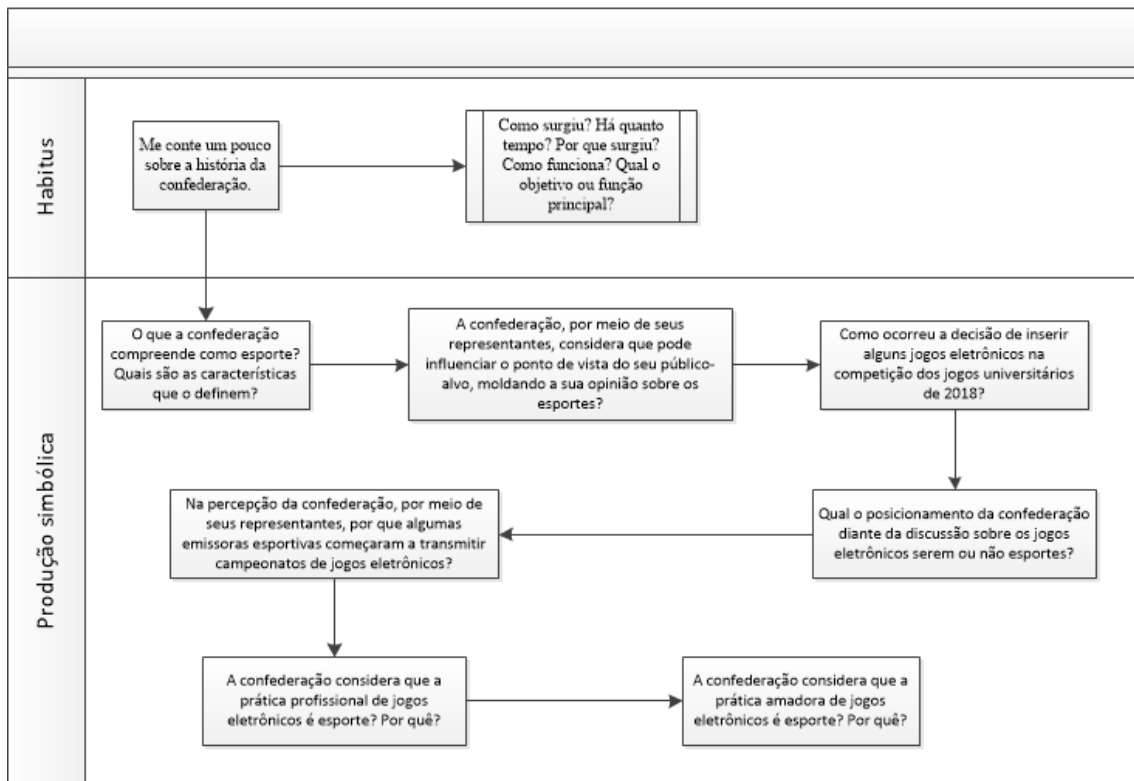 Habitus
Me conte um pouco
sobre a história da
confederação.
Como surgiu? Há quanto
tempo? Por que surgiu?
Como funciona? Qual o
objetivo ou função
principal?
Produção simbólica
O que a confederação
compreende como esporte?
Quais são as características
que o definem?
A confederação, por meio de seus
representantes, considera que pode
influenciar o ponto de vista do seu público-
alvo, moldando a sua opinião sobre os
esportes?
Como ocorreu a decisão de inserir
alguns jogos eletrônicos na
competição dos jogos universitários
de 2018?
Qual o posicionamento da confederação
diante da discussão sobre os jogos
eletrônicos serem ou não esportes?
Na percepção da confederação, por meio de
seus representantes, por que algumas
emissoras esportivas começaram a transmitir
campeonatos de jogos eletrônicos?
A confederação considera que a
prática profissional de jogos
eletrônicos é esporte? Por quê?
A confederação considera que a
prática amadora de jogos
eletrônicos é esporte? Por quê?